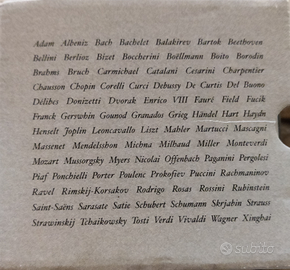 Adam Albeniz Bach Bachelet Balakirev Bartok Beethoven
Bellini Berlioz Bizet Boccherini Boëllmann Boito Borodin
Brahms Bruch Carmichael Catalani Cesarini Charpentier
Chausson Chopin Corelli Curci Debussy De Curtis Del Buono
Délibes Donizetti Dvorak Enrico VIII Fauré Field Fucik
Franck Gerswhin Gounod Granados Grieg Händel Hart Haydn
Henselt Joplin Leoncavallo Liszt Mahler Martucci Mascagni
Massenet Mendelsshon Michna Milhaud Miller Monteverdi
Mozart Mussorgsky Myers Nicolai Offenbach Paganini Pergolesi
Piaf Ponchielli Porter Poulenc Prokofiev Puccini Rachmaninov
Ravel Rimskij-Korsakov Rodrigo Rosas Rossini Rubinstein
Saint-Saëns Sarasate Satie Schubert Schumann Skrjabin Strauss
Strawinskij Tchaikowsky Tosti Verdi Vivaldi Wagner Xinghai
subito